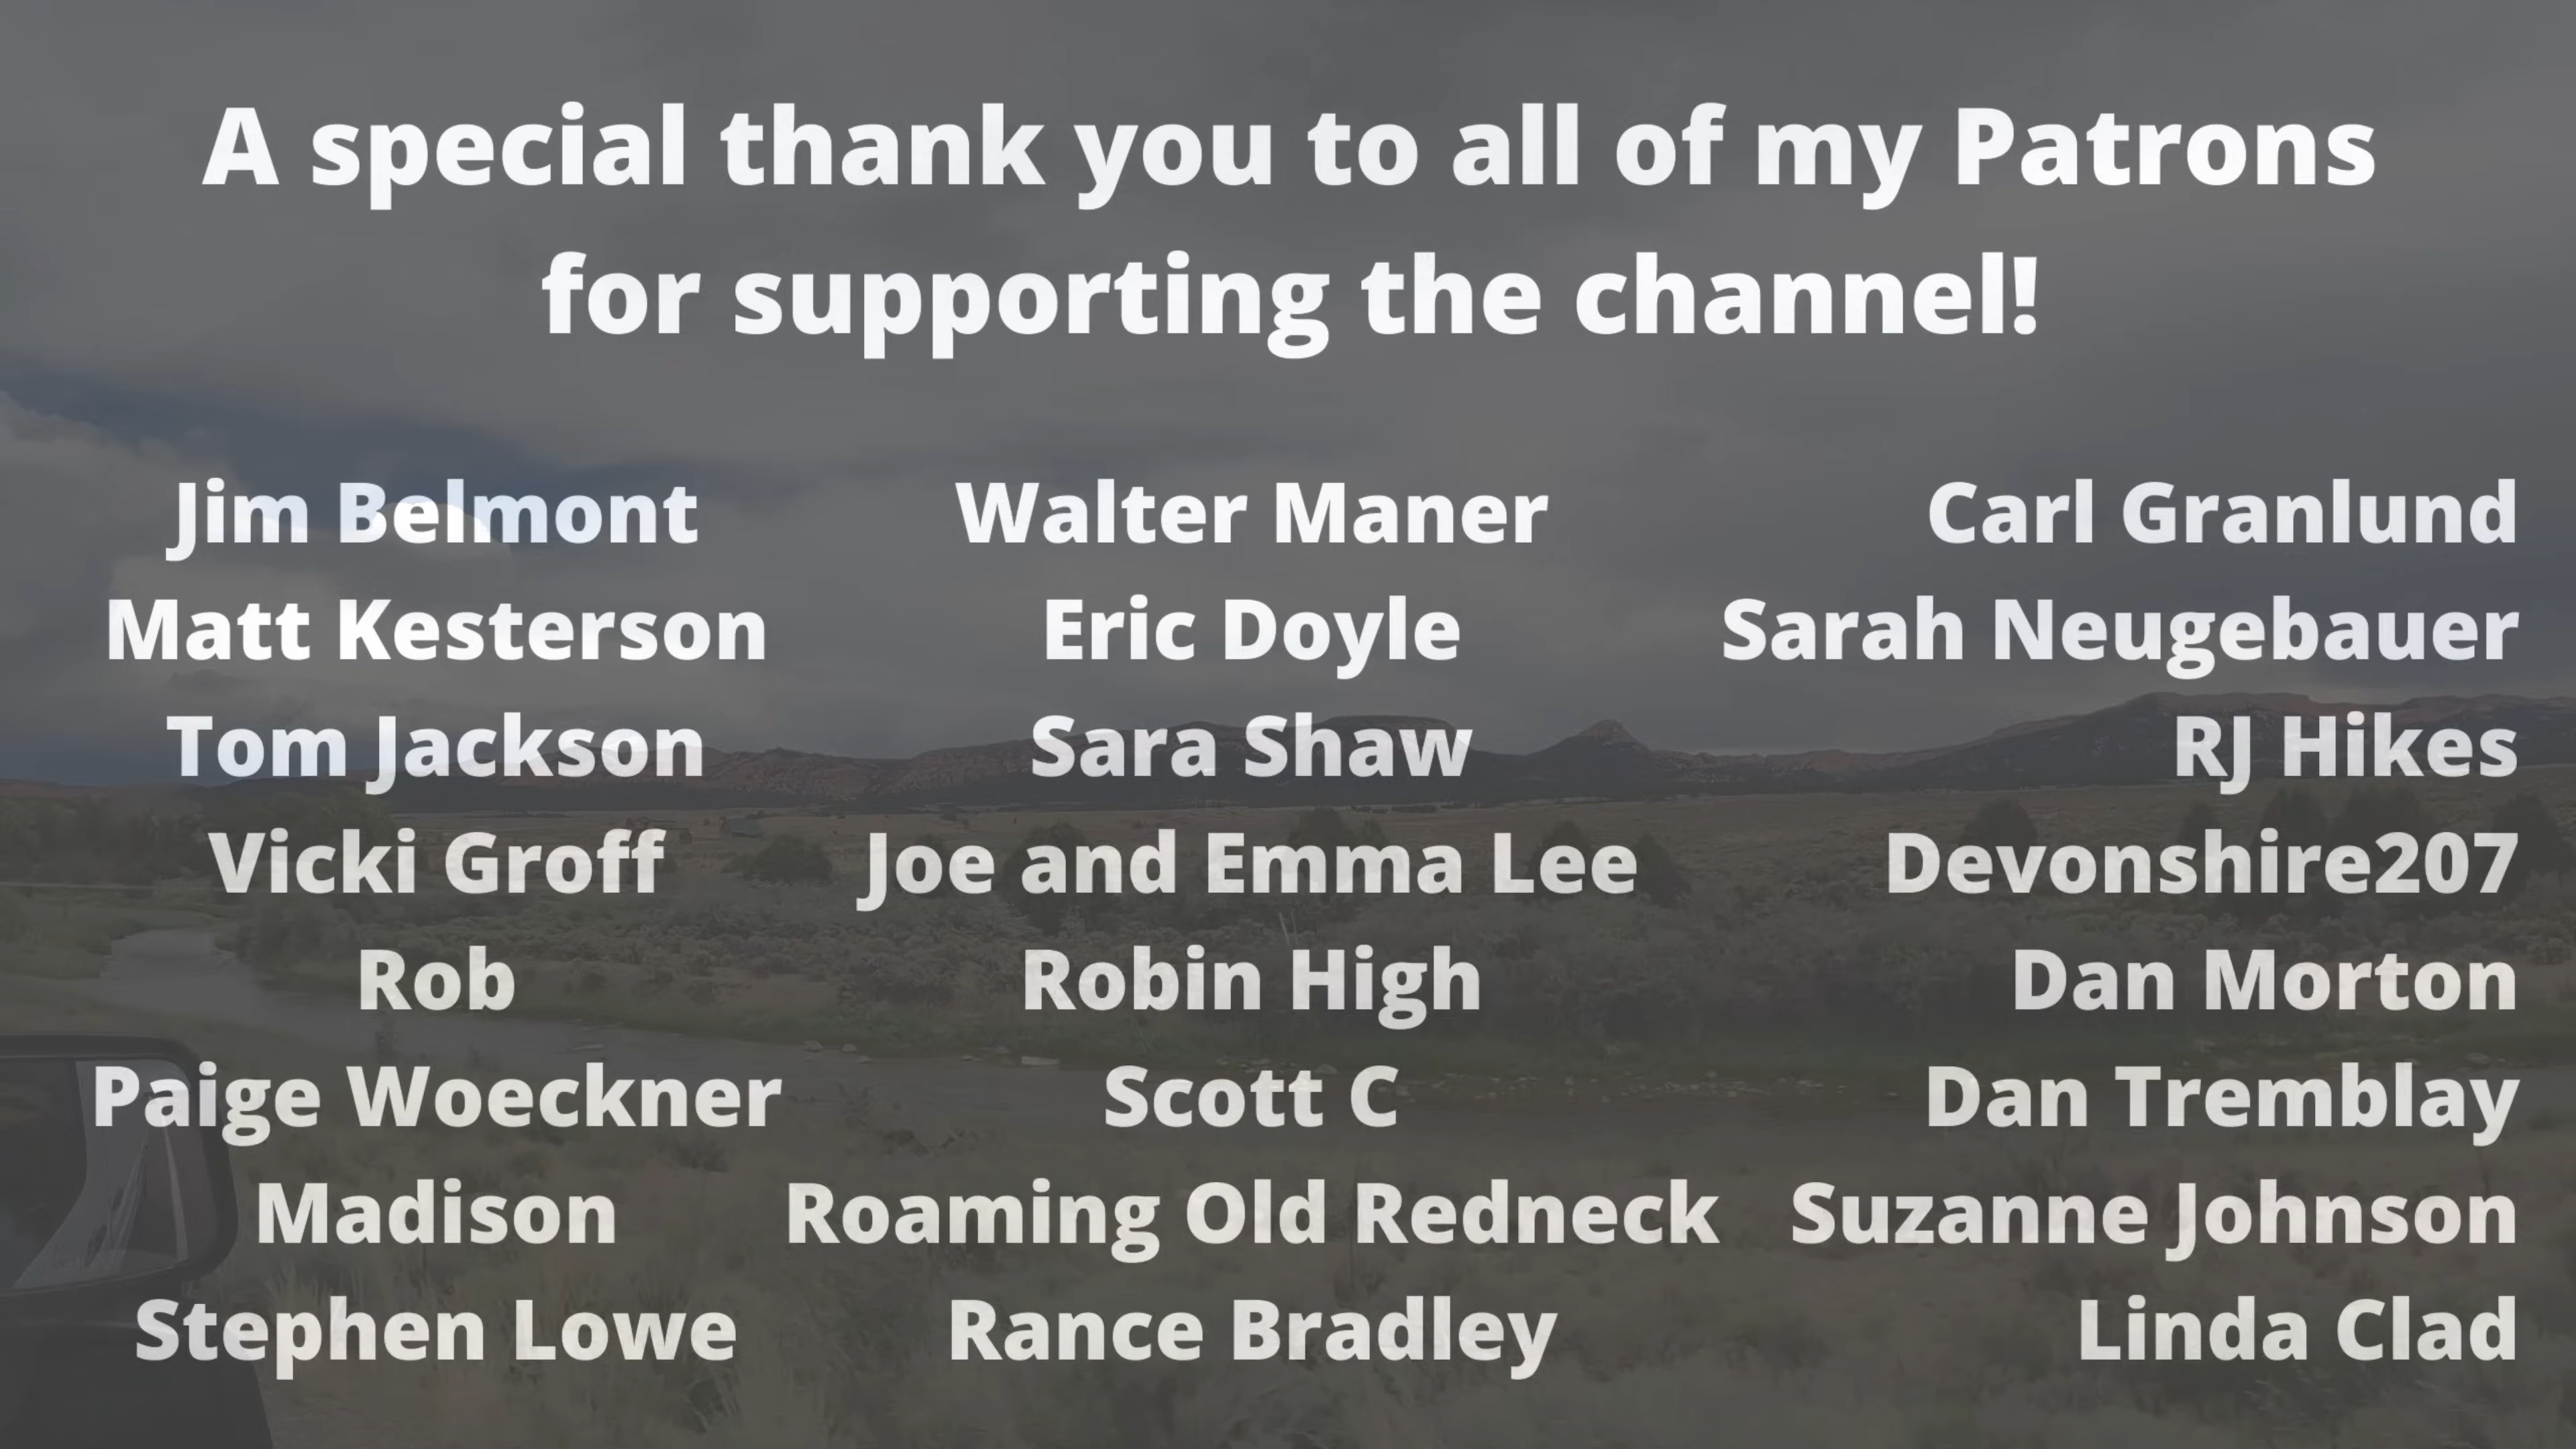 A special thank you to all of my Patrons
for supporting the channel!
Jim Belmont
Matt Kesterson
Tom Jackson
Vicki Groff
Rob
Paige Woeckner
Madison
Stephen Lowe
Walter Maner
Eric Doyle
Sara Shaw
Joe and Emma Lee
Robin High
Scott C
Roaming Old Redneck
Rance Bradley
Carl Granlund
Sarah Neugebauer
RJ Hikes
Devonshire207
Dan Morton
Dan Tremblay
Suzanne Johnson
Linda Clad